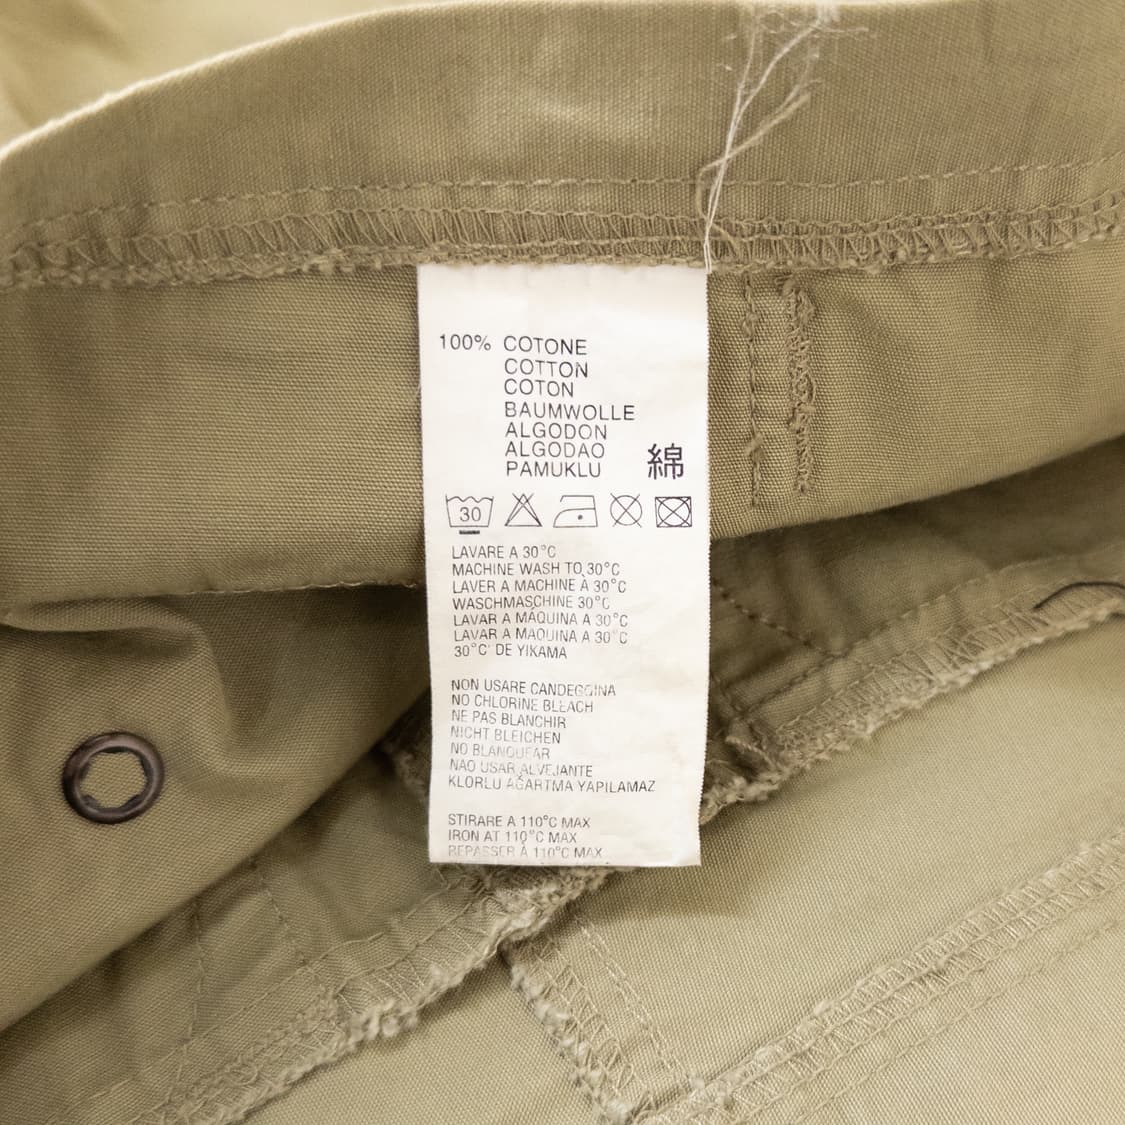 100% COTONE
COTTON
COTON
BAUMWOLLE
ALGODON
ALGODAO
PAMUKLU 綿
30
LAVARE A 30°C
MACHINE WASH TO 30°C
LAVER A MACHINE À 30°C
WASCHMASCHINE 30°C
LAVAR A MÁQUINA A 30°C
LAVAR A MAQUINA A 30°C
30°C' DE YIKAMA
NON USARE CANDEGGINA
NO CHLORINE BLEACH
NE PAS BLANCHIR
NICHT BLEICHEN
NO BLANQUEAR
NAO USAR ALVEJANTE
KLORLU AĞARTMA YAPILAMAZ
STIRARE A 110°C MAX
IRON AT 110°C MAX
REPASSER À 110°C MAX